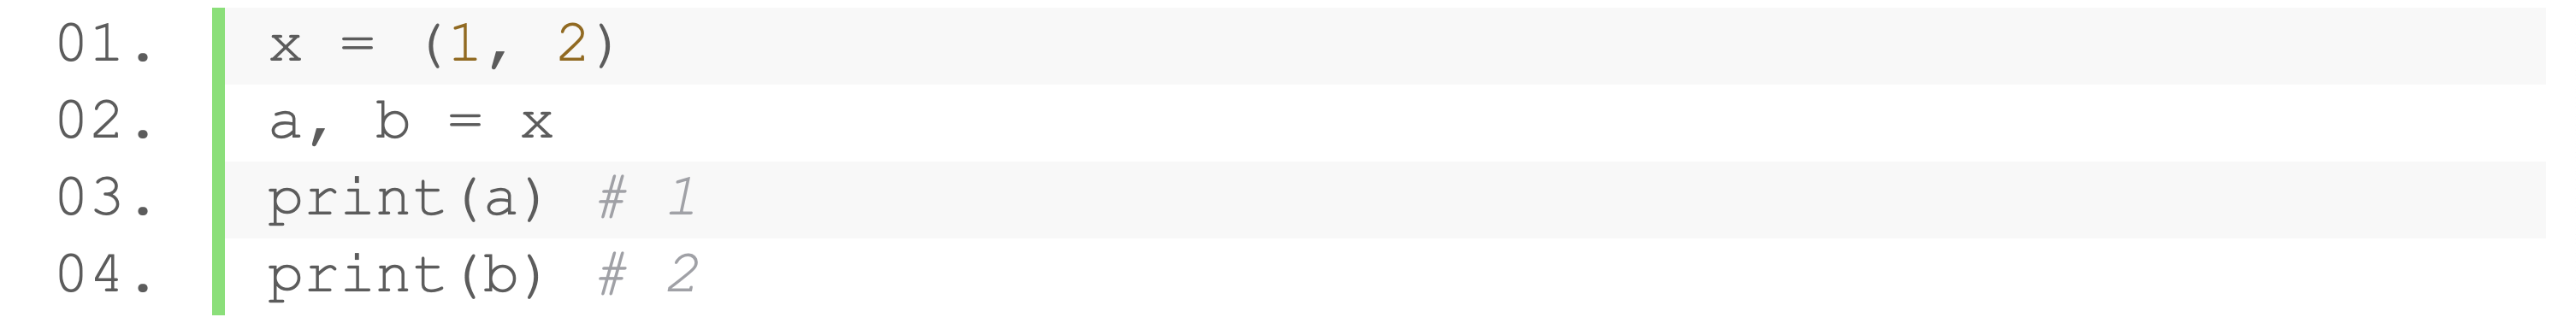 01. x = (1, 2)
02. a, b = x
03. print(a) # 1
04. print(b) # 2